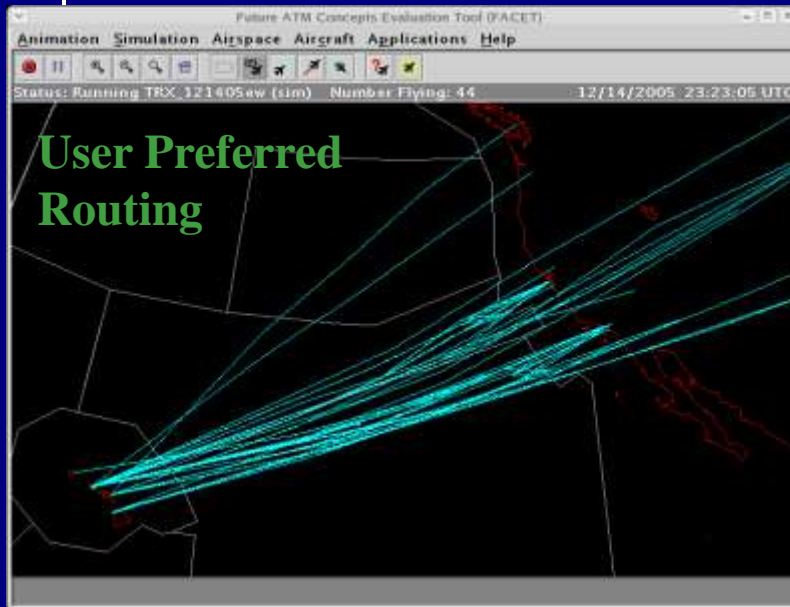 Future ATM Concepts Evaluation Tool (FACET)
Animation Simulation Airspace Aircraft Applications Help
Status: Running TRX_121405ew (sim) Number Flying: 44 12/14/2005 23:23:05 UTC
User Preferred
Routing